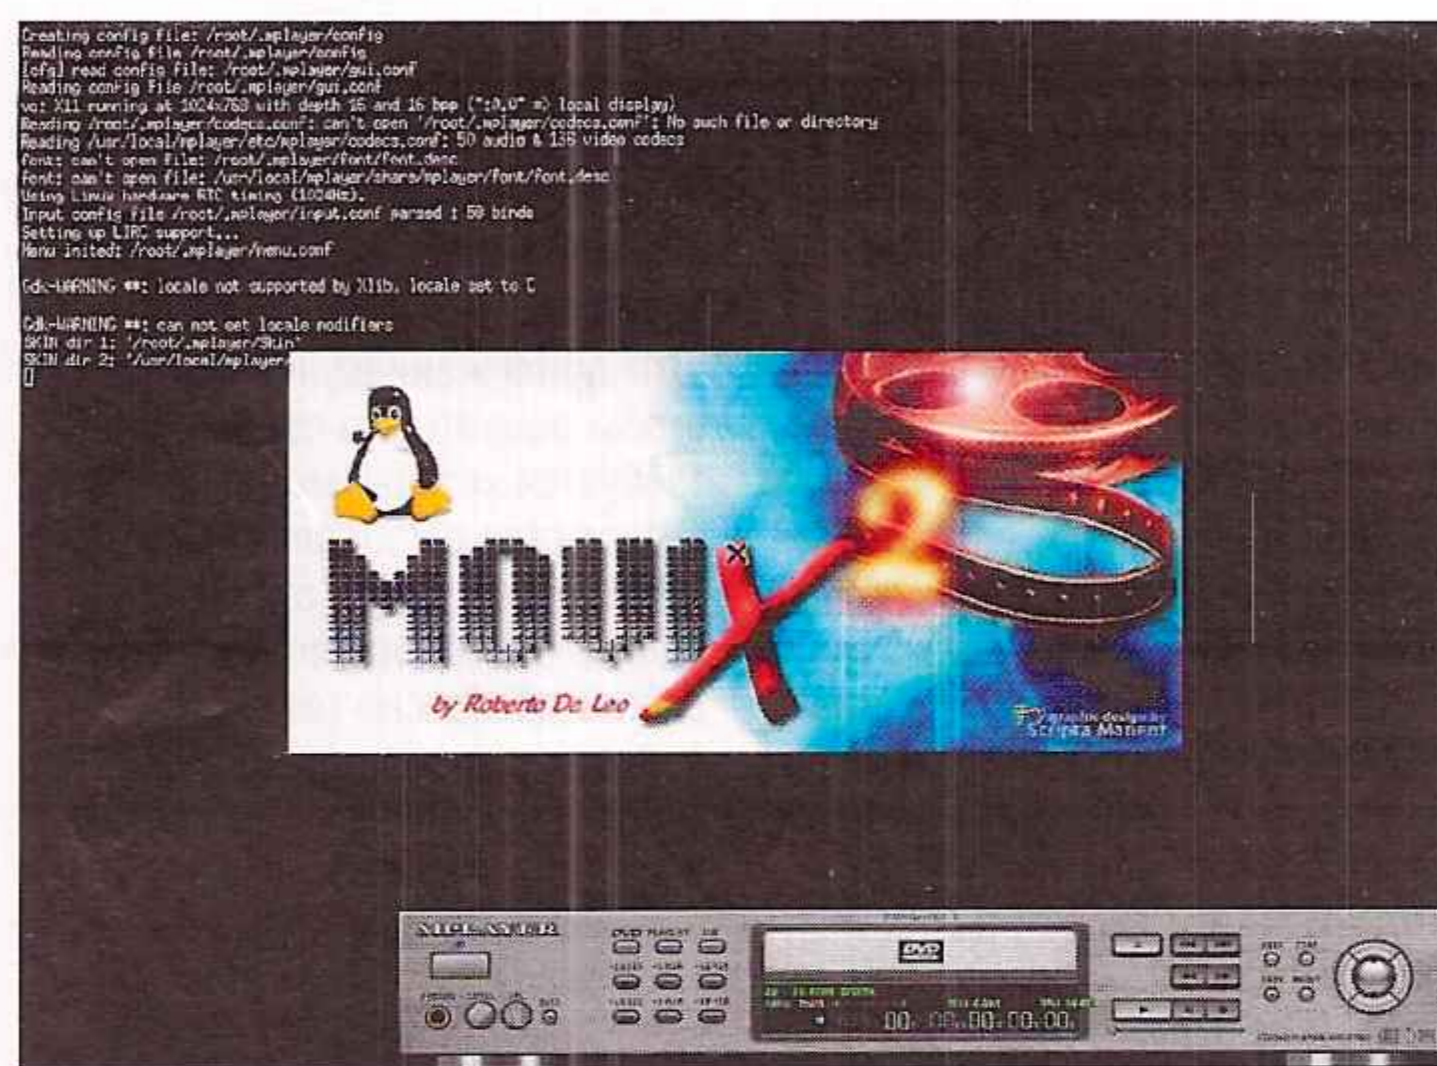 Creating config file: /root/.mplayer/config
Reading config file /root/.mplayer/config
[cfg] read config file: /root/.mplayer/gui.conf
Reading config file /root/.mplayer/gui.conf
vo: X11 running at 1024x768 with depth 16 and 16 bpp (":0.0" => local display)
Reading /root/.mplayer/codecs.conf: can't open '/root/.mplayer/codecs.conf': No such file or directory
Reading /usr/local/mplayer/etc/mplayer/codecs.conf: 50 audio & 136 video codecs
font: can't open file: /root/.mplayer/font/font.desc
font: can't open file: /usr/local/mplayer/share/mplayer/font/font.desc
Using Linux hardware RTC timing (1024Hz).
Input config file /root/.mplayer/input.conf parsed : 50 binds
Setting up LIRC support...
Menu inited: /root/.mplayer/menu.conf
Gdk-WARNING **: locale not supported by Xlib, locale set to C
Gdk-WARNING **: can not set locale modifiers
SKIN dir 1: '/root/.mplayer/Skin'
SKIN dir 2: '/usr/local/mplayer/
MOVIX 2
by Roberto De Leo
graphic design by
Scripta Manent
MPLAYER
DVD
00:00:00